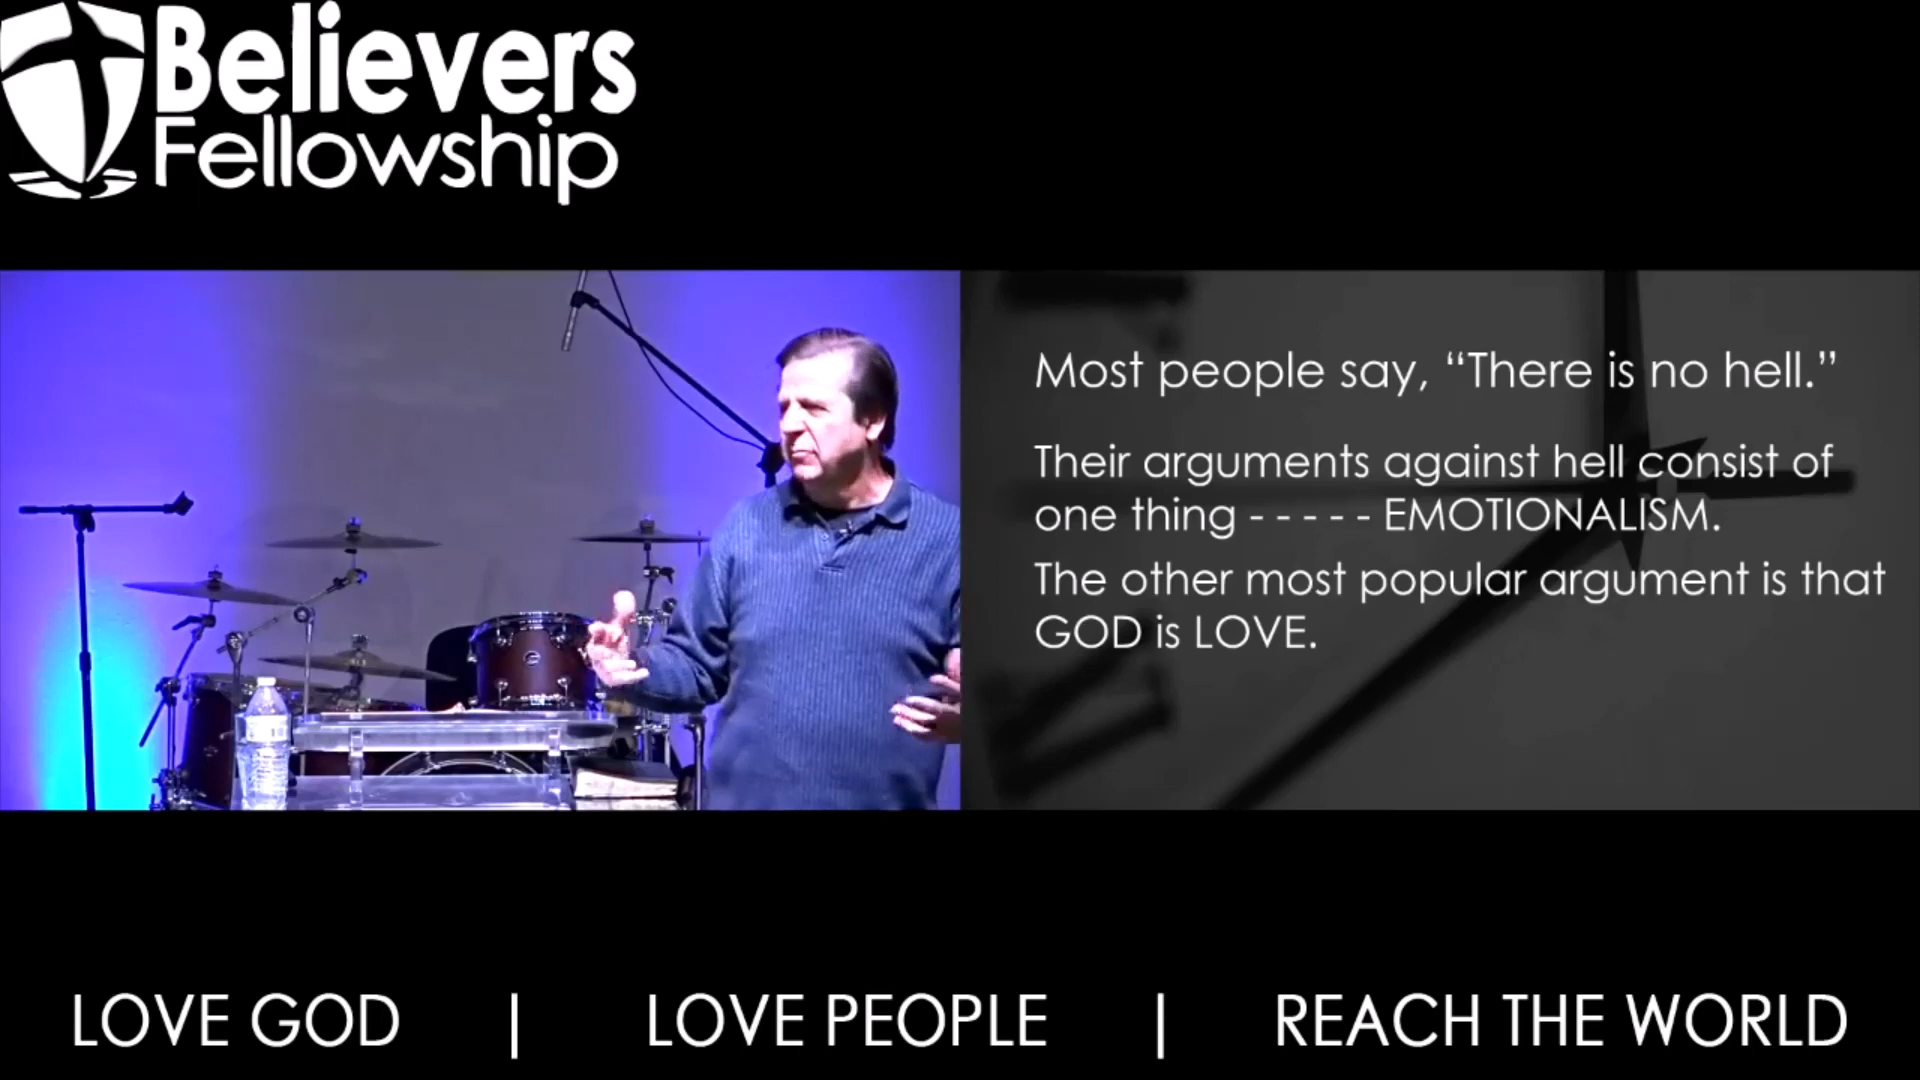 Believers
Fellowship
Most people say, “There is no hell.”
Their arguments against hell consist of
one thing - - - - - EMOTIONALISM.
The other most popular argument is that
GOD is LOVE.
LOVE GOD | LOVE PEOPLE | REACH THE WORLD